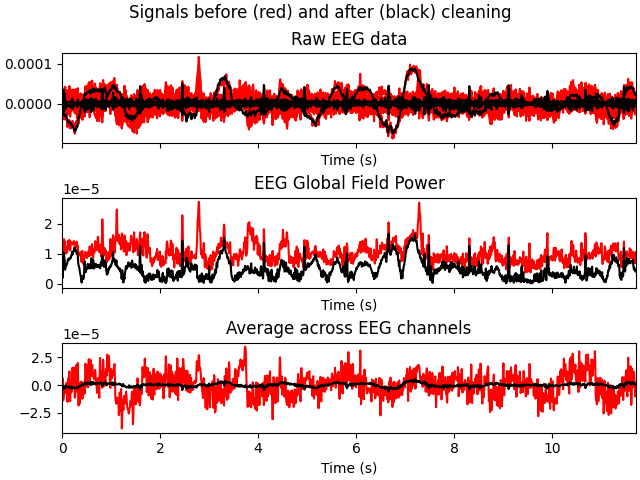 Signals before (red) and after (black) cleaning
Raw EEG data
0.0001
0.0000
Time (s)
EEG Global Field Power
1e−5
2
1
0
Time (s)
Average across EEG channels
1e−5
2.5
0.0
−2.5
0 2 4 6 8 10
Time (s)